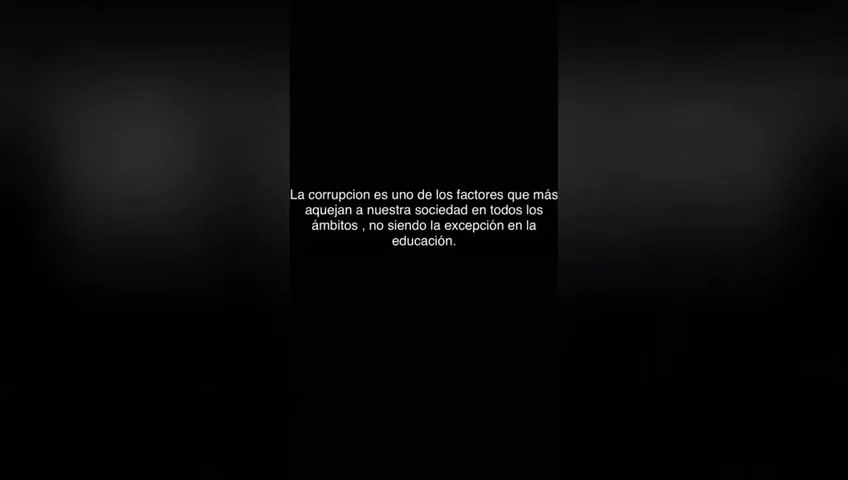 La corrupcion es uno de los factores que más
aquejan a nuestra sociedad en todos los
ámbitos , no siendo la excepción en la
educación.